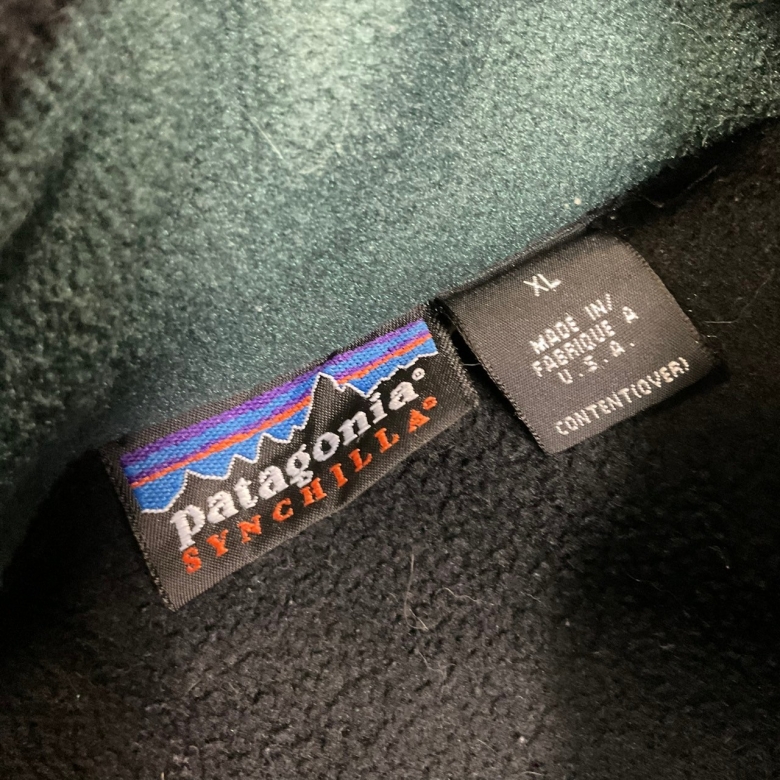 patagonia®
SYNCHILLA®
XL
MADE IN/
FABRIQUE A
U.S.A.
CONTENT(OVER)